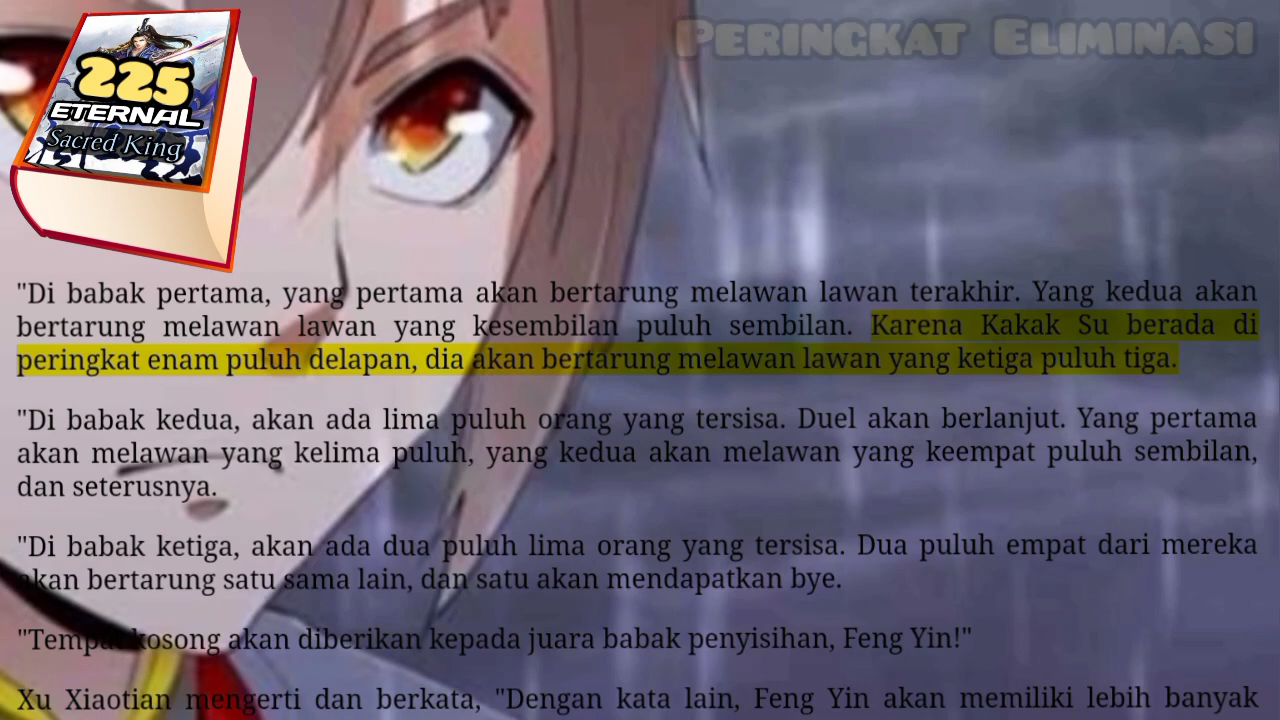 Peringkat Eliminasi
225
ETERNAL
Sacred King
"Di babak pertama, yang pertama akan bertarung melawan lawan terakhir. Yang kedua akan
bertarung melawan lawan yang kesembilan puluh sembilan. Karena Kakak Su berada di
peringkat enam puluh delapan, dia akan bertarung melawan lawan yang ketiga puluh tiga.
"Di babak kedua, akan ada lima puluh orang yang tersisa. Duel akan berlanjut. Yang pertama
akan melawan yang kelima puluh, yang kedua akan melawan yang keempat puluh sembilan,
dan seterusnya.
"Di babak ketiga, akan ada dua puluh lima orang yang tersisa. Dua puluh empat dari mereka
akan bertarung satu sama lain, dan satu akan mendapatkan bye.
"Tempat kosong akan diberikan kepada juara babak penyisihan, Feng Yin!"
Xu Xiaotian mengerti dan berkata, "Dengan kata lain, Feng Yin akan memiliki lebih banyak